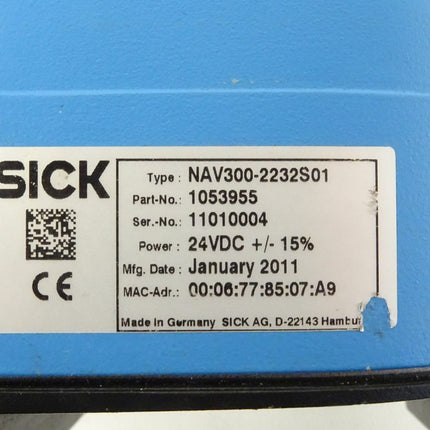 SICK
Type : NAV300-2232S01
Part-No.: 1053955
Ser.-No.: 11010004
Power : 24VDC +/- 15%
Mfg. Date : January 2011
MAC-Adr.: 00:06:77:85:07:A9
CE
Made in Germany SICK AG, D-22143 Hambur